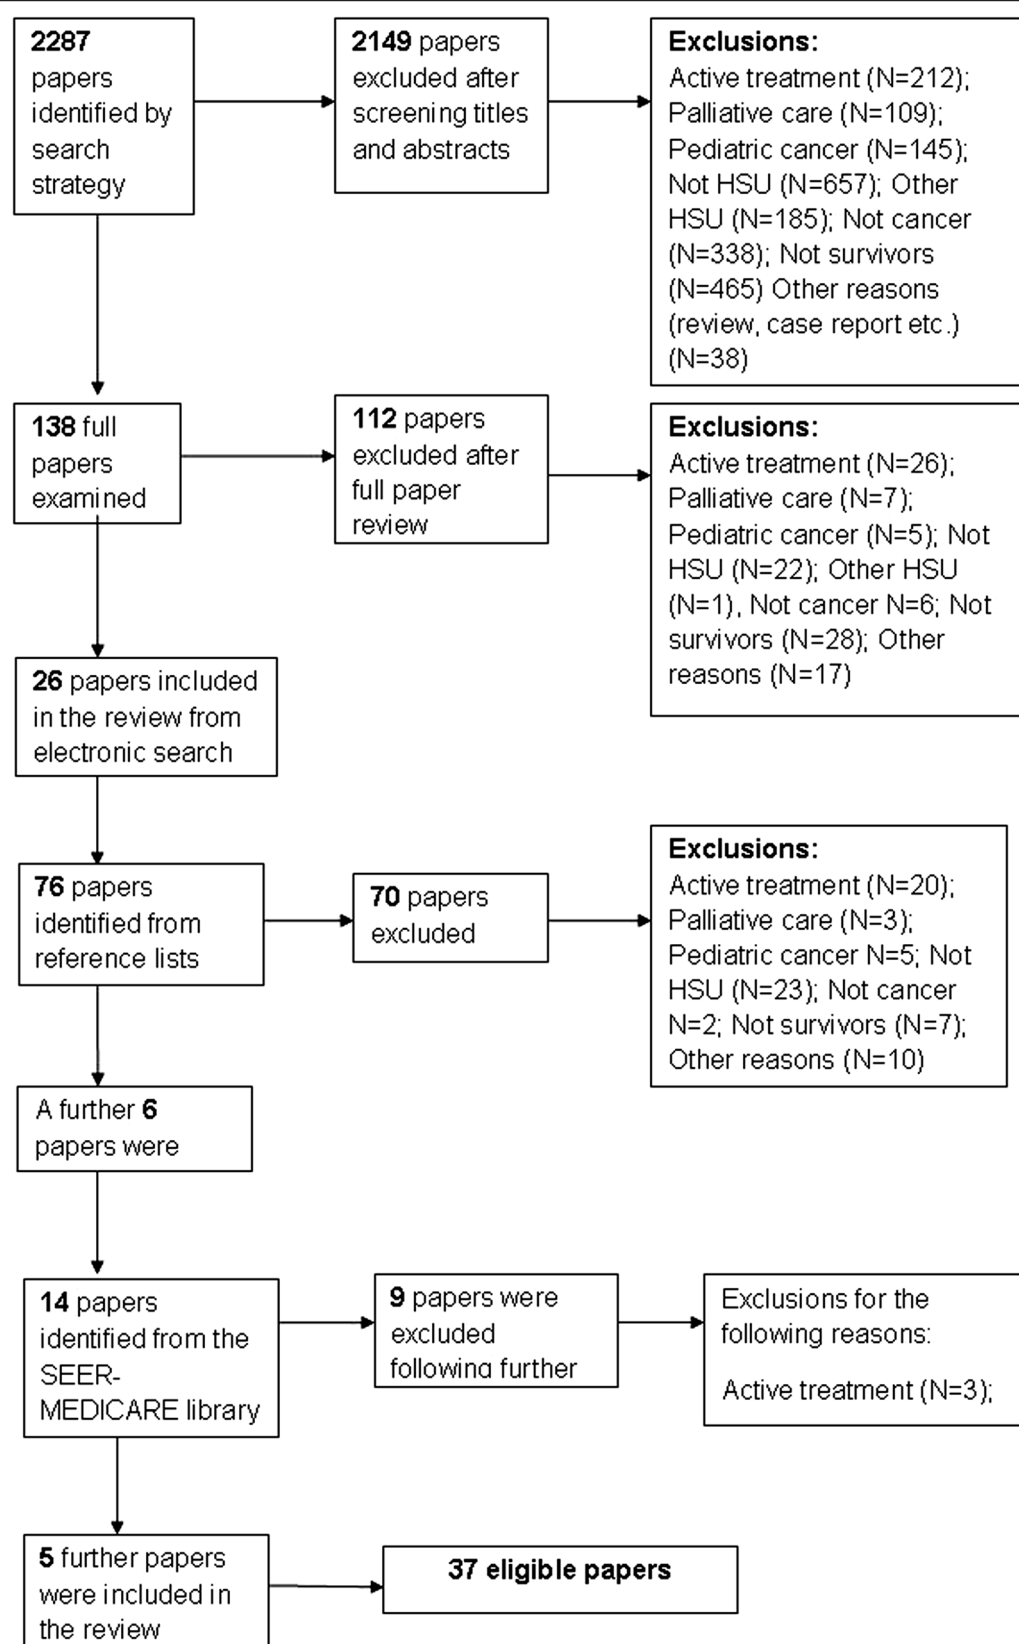 2287
papers
identified by
search
strategy
2149 papers
excluded after
screening titles
and abstracts
Exclusions:
Active treatment (N=212);
Palliative care (N=109);
Pediatric cancer (N=145);
Not HSU (N=657); Other
HSU (N=185); Not cancer
(N=338); Not survivors
(N=465) Other reasons
(review, case report etc.)
(N=38)
138 full
papers
examined
112 papers
excluded after
full paper
review
Exclusions:
Active treatment (N=26);
Palliative care (N=7);
Pediatric cancer (N=5); Not
HSU (N=22); Other HSU
(N=1), Not cancer N=6; Not
survivors (N=28); Other
reasons (N=17)
26 papers included
in the review from
electronic search
76 papers
identified from
reference lists
70 papers
excluded
Exclusions:
Active treatment (N=20);
Palliative care (N=3);
Pediatric cancer N=5; Not
HSU (N=23); Not cancer
N=2; Not survivors (N=7);
Other reasons (N=10)
A further 6
papers were
14 papers
identified from the
SEER-
MEDICARE library
9 papers were
excluded
following further
Exclusions for the
following reasons:
Active treatment (N=3);
5 further papers
were included in
the review
37 eligible papers